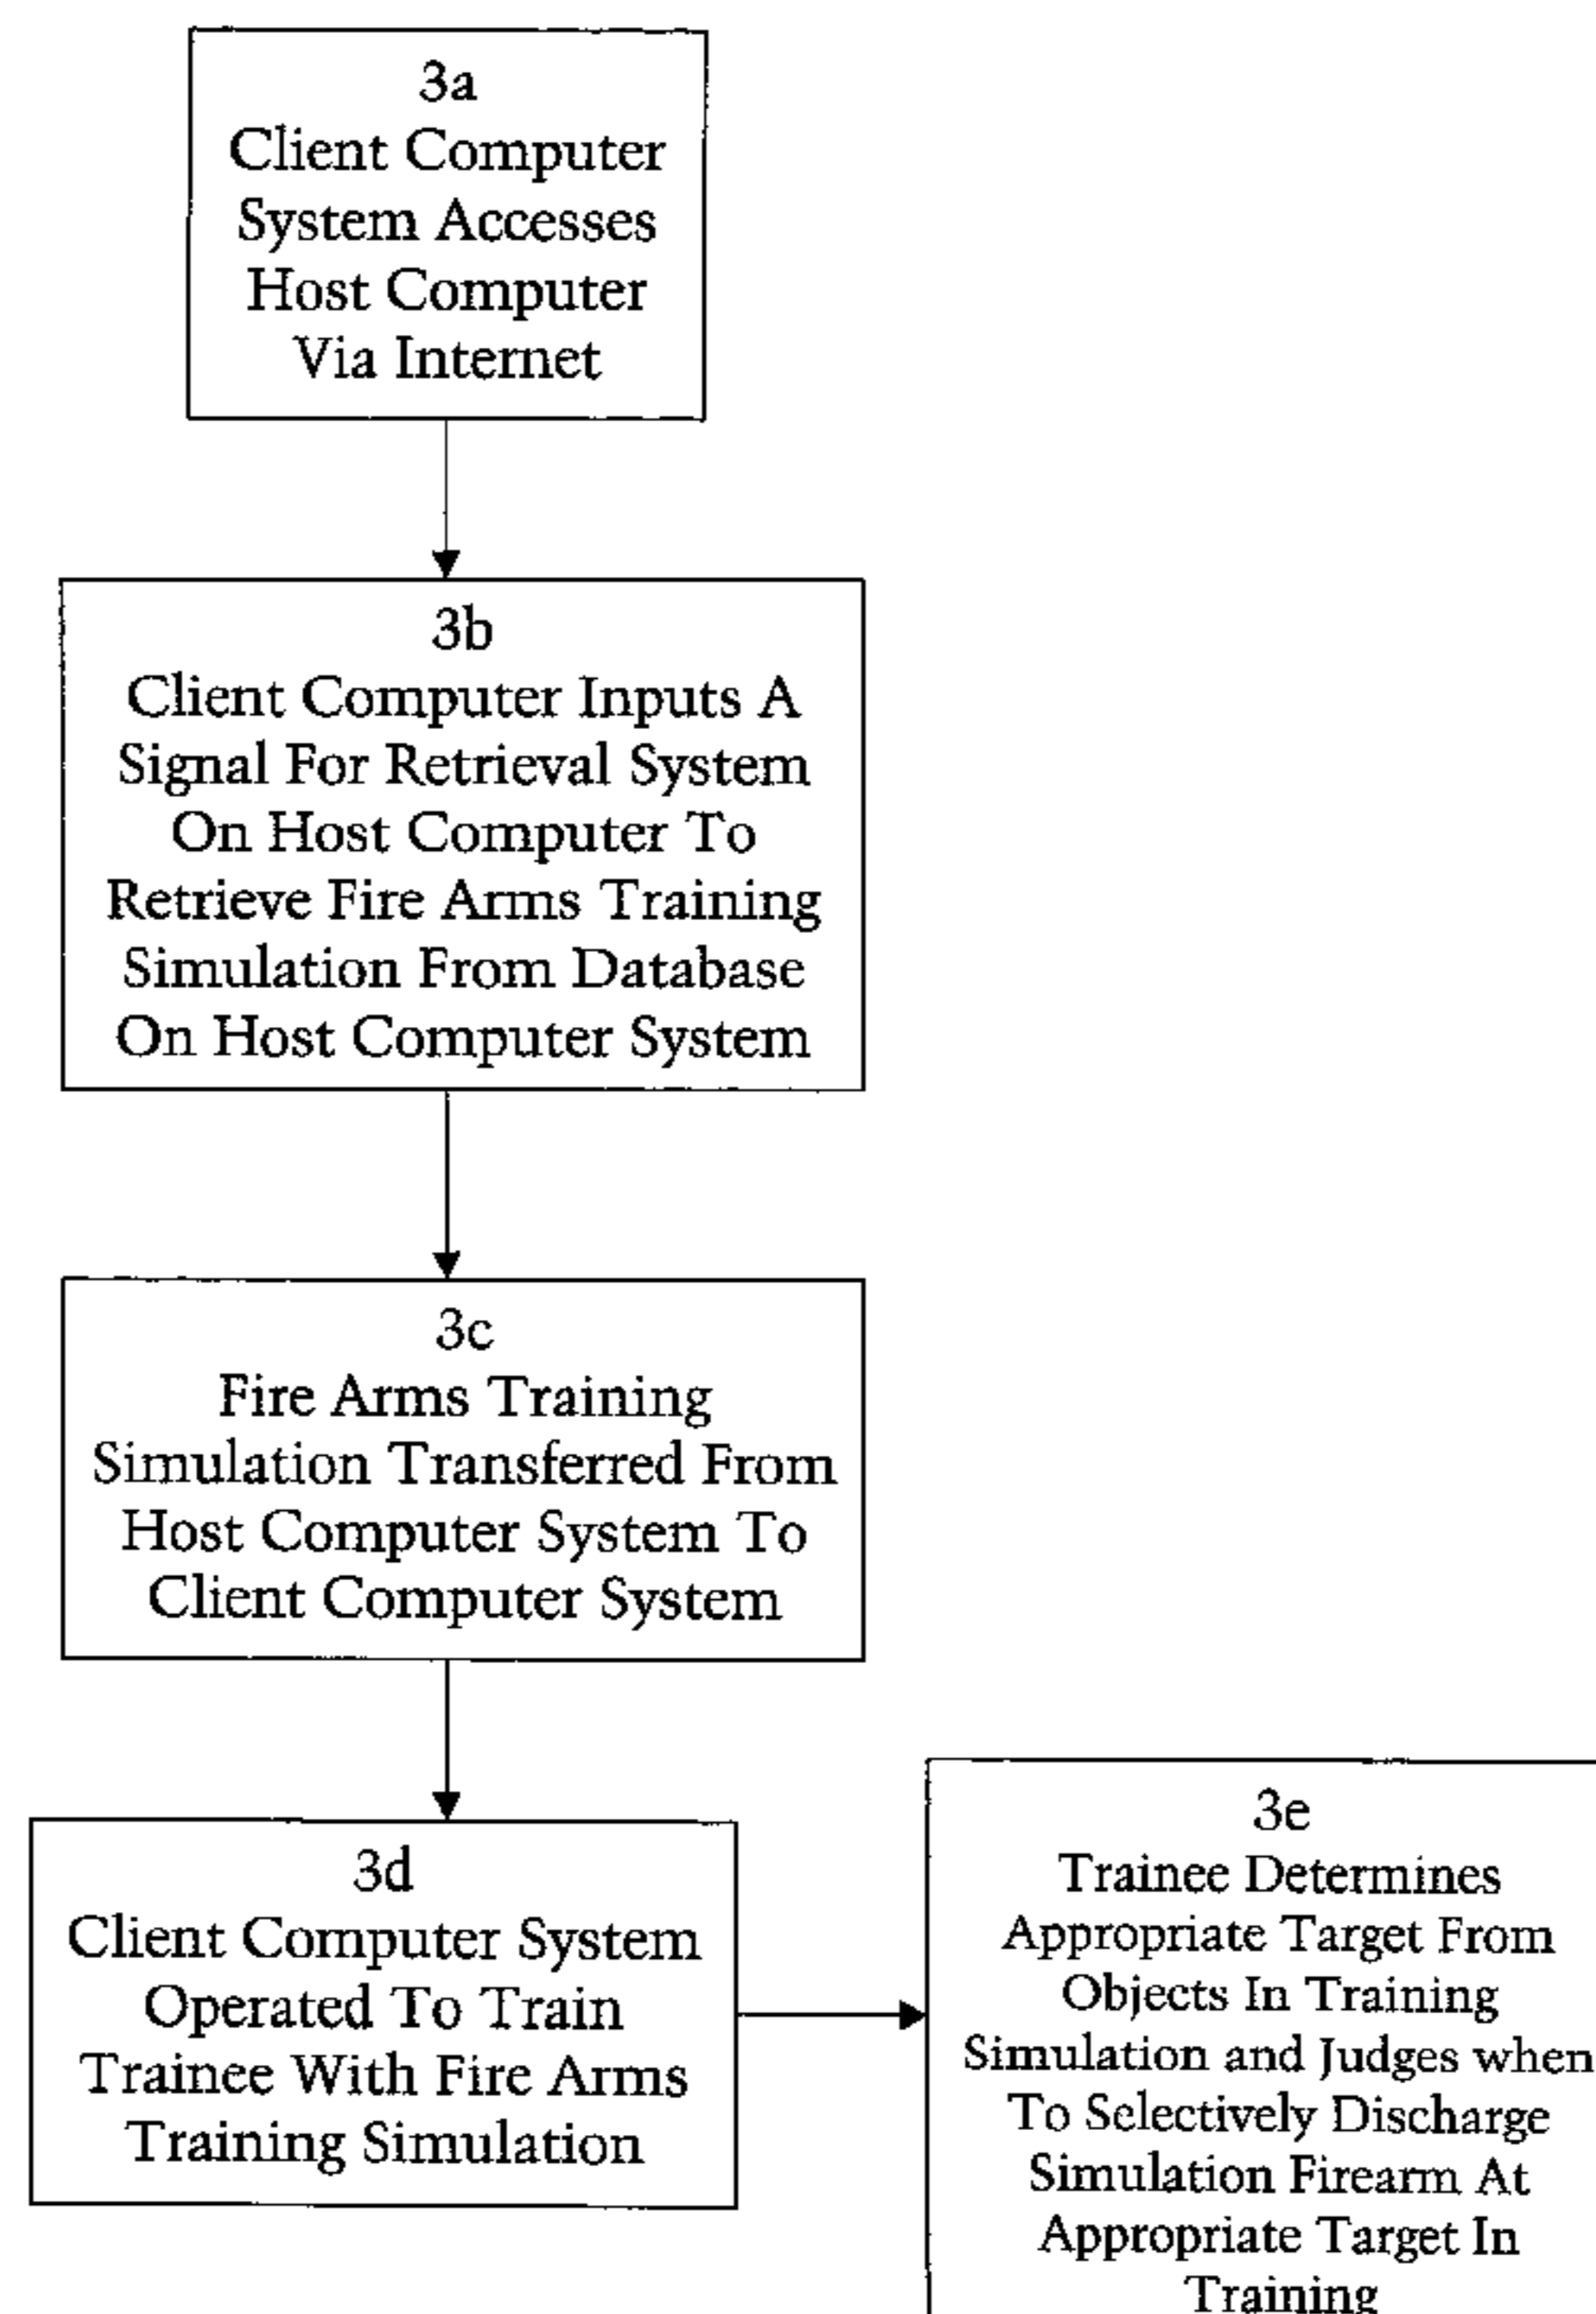 3a
Client Computer
System Accesses
Host Computer
Via Internet
3b
Client Computer Inputs A
Signal For Retrieval System
On Host Computer To
Retrieve Fire Arms Training
Simulation From Database
On Host Computer System
3c
Fire Arms Training
Simulation Transferred From
Host Computer System To
Client Computer System
3d
Client Computer System
Operated To Train
Trainee With Fire Arms
Training Simulation
3e
Trainee Determines
Appropriate Target From
Objects In Training
Simulation and Judges when
To Selectively Discharge
Simulation Firearm At
Appropriate Target In
Training